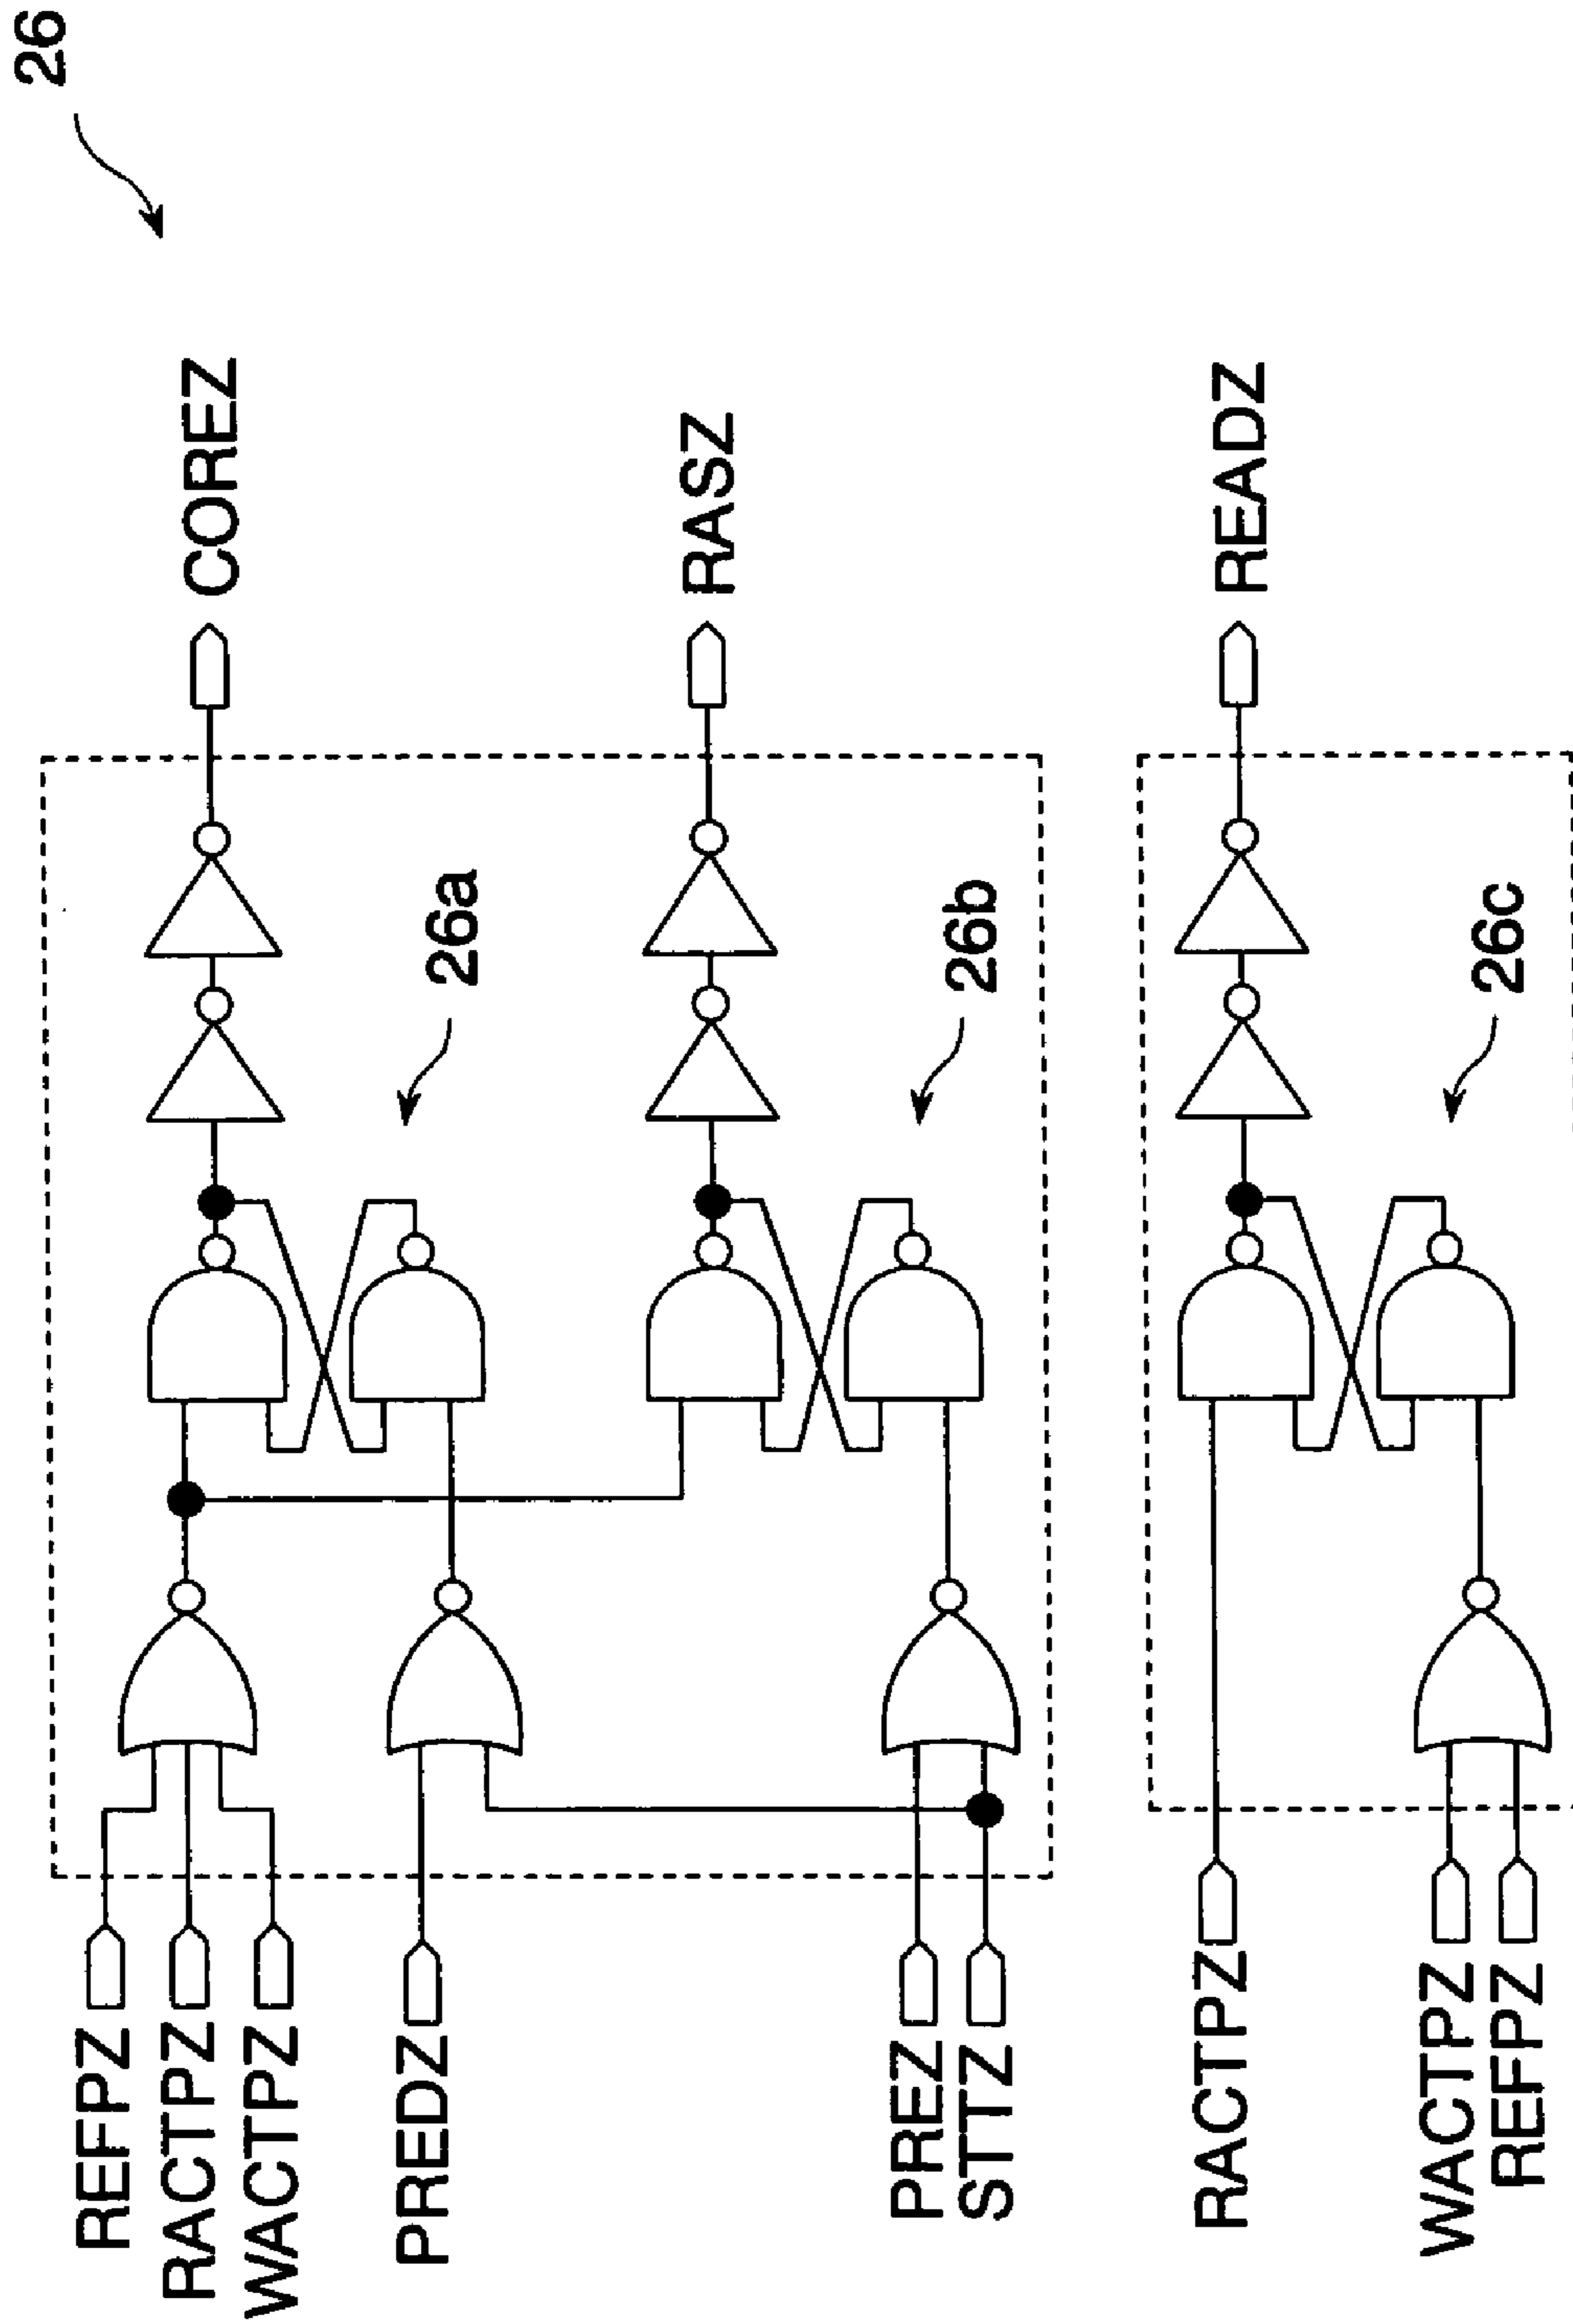 26
REFPZ
RACTPZ
WACTPZ
COREZ
26a
PREDZ
RASZ
26b
PREZ
STTZ
READZ
RACTPZ
26c
WACTPZ
REFPZ